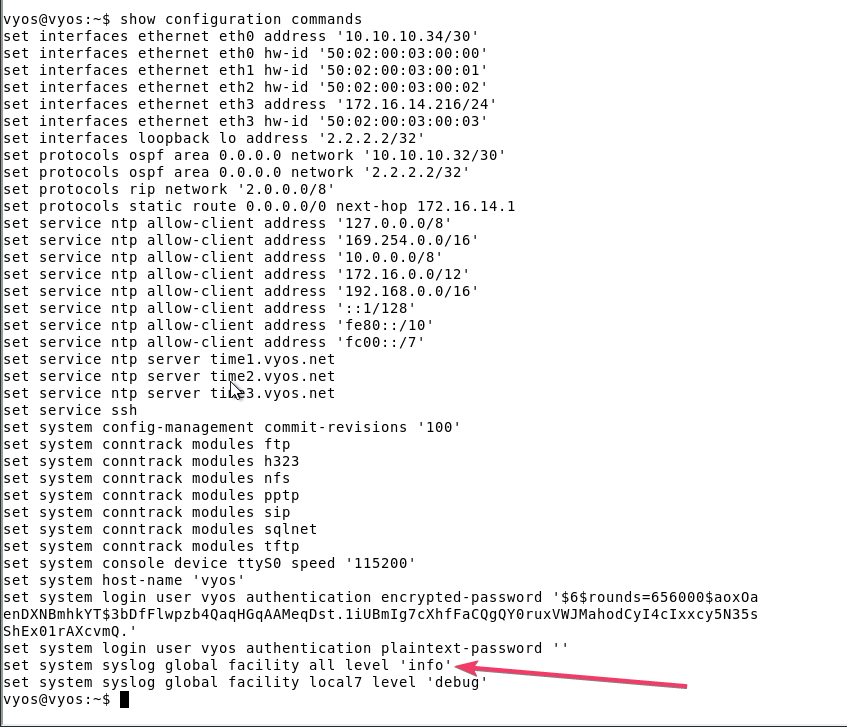 vyos@vyos:~$ show configuration commands
set interfaces ethernet eth0 address '10.10.10.34/30'
set interfaces ethernet eth0 hw-id '50:02:00:03:00:00'
set interfaces ethernet eth1 hw-id '50:02:00:03:00:01'
set interfaces ethernet eth2 hw-id '50:02:00:03:00:02'
set interfaces ethernet eth3 address '172.16.14.216/24'
set interfaces ethernet eth3 hw-id '50:02:00:03:00:03'
set interfaces loopback lo address '2.2.2.2/32'
set protocols ospf area 0.0.0.0 network '10.10.10.32/30'
set protocols ospf area 0.0.0.0 network '2.2.2.2/32'
set protocols rip network '2.0.0.0/8'
set protocols static route 0.0.0.0/0 next-hop 172.16.14.1
set service ntp allow-client address '127.0.0.0/8'
set service ntp allow-client address '169.254.0.0/16'
set service ntp allow-client address '10.0.0.0/8'
set service ntp allow-client address '172.16.0.0/12'
set service ntp allow-client address '192.168.0.0/16'
set service ntp allow-client address '::1/128'
set service ntp allow-client address 'fe80::/10'
set service ntp allow-client address 'fc00::/7'
set service ntp server time1.vyos.net
set service ntp server time2.vyos.net
set service ntp server time3.vyos.net
set service ssh
set system config-management commit-revisions '100'
set system conntrack modules ftp
set system conntrack modules h323
set system conntrack modules nfs
set system conntrack modules pptp
set system conntrack modules sip
set system conntrack modules sqlnet
set system conntrack modules tftp
set system console device ttyS0 speed '115200'
set system host-name 'vyos'
set system login user vyos authentication encrypted-password '$6$rounds=656000$aoxOa
enDXNBmhkYT$3bDfFlwpzb4QaqHGqAAMeqDst.1iUBmIg7cXhfFaCQgQY0ruxVWJMahodCyI4cIxxcy5N35s
ShEx01rAXcvmQ.'
set system login user vyos authentication plaintext-password ''
set system syslog global facility all level 'info'
set system syslog global facility local7 level 'debug'
vyos@vyos:~$